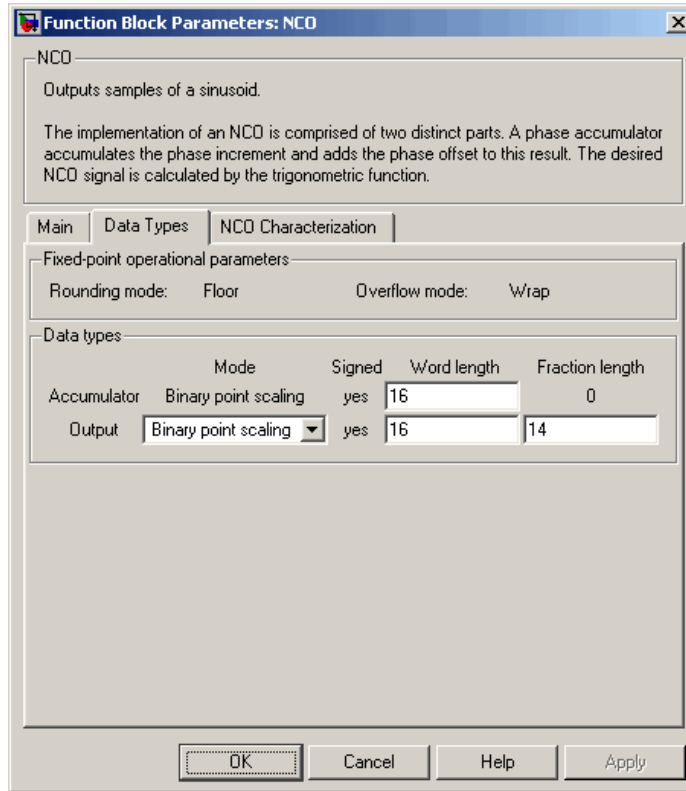 Function Block Parameters: NCO
NCO
Outputs samples of a sinusoid.
The implementation of an NCO is comprised of two distinct parts. A phase accumulator
accumulates the phase increment and adds the phase offset to this result. The desired
NCO signal is calculated by the trigonometric function.
Main Data Types NCO Characterization
Fixed-point operational parameters
Rounding mode: Floor Overflow mode: Wrap
Data types
Mode Signed Word length Fraction length
Accumulator Binary point scaling yes 16 0
Output Binary point scaling yes 16 14
OK Cancel Help Apply